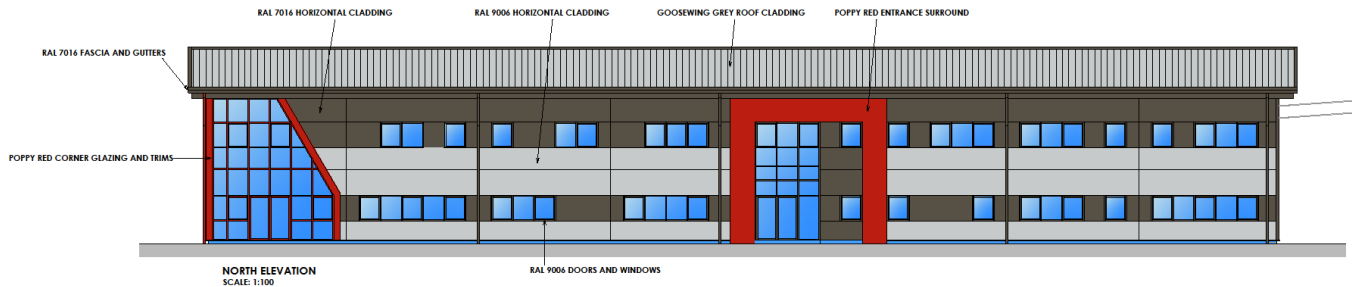 RAL 7016 HORIZONTAL CLADDING
RAL 9006 HORIZONTAL CLADDING
GOOSEWING GREY ROOF CLADDING
POPPY RED ENTRANCE SURROUND
RAL 7016 FASCIA AND GUTTERS
POPPY RED CORNER GLAZING AND TRIMS
NORTH ELEVATION
SCALE: 1:100
RAL 9006 DOORS AND WINDOWS